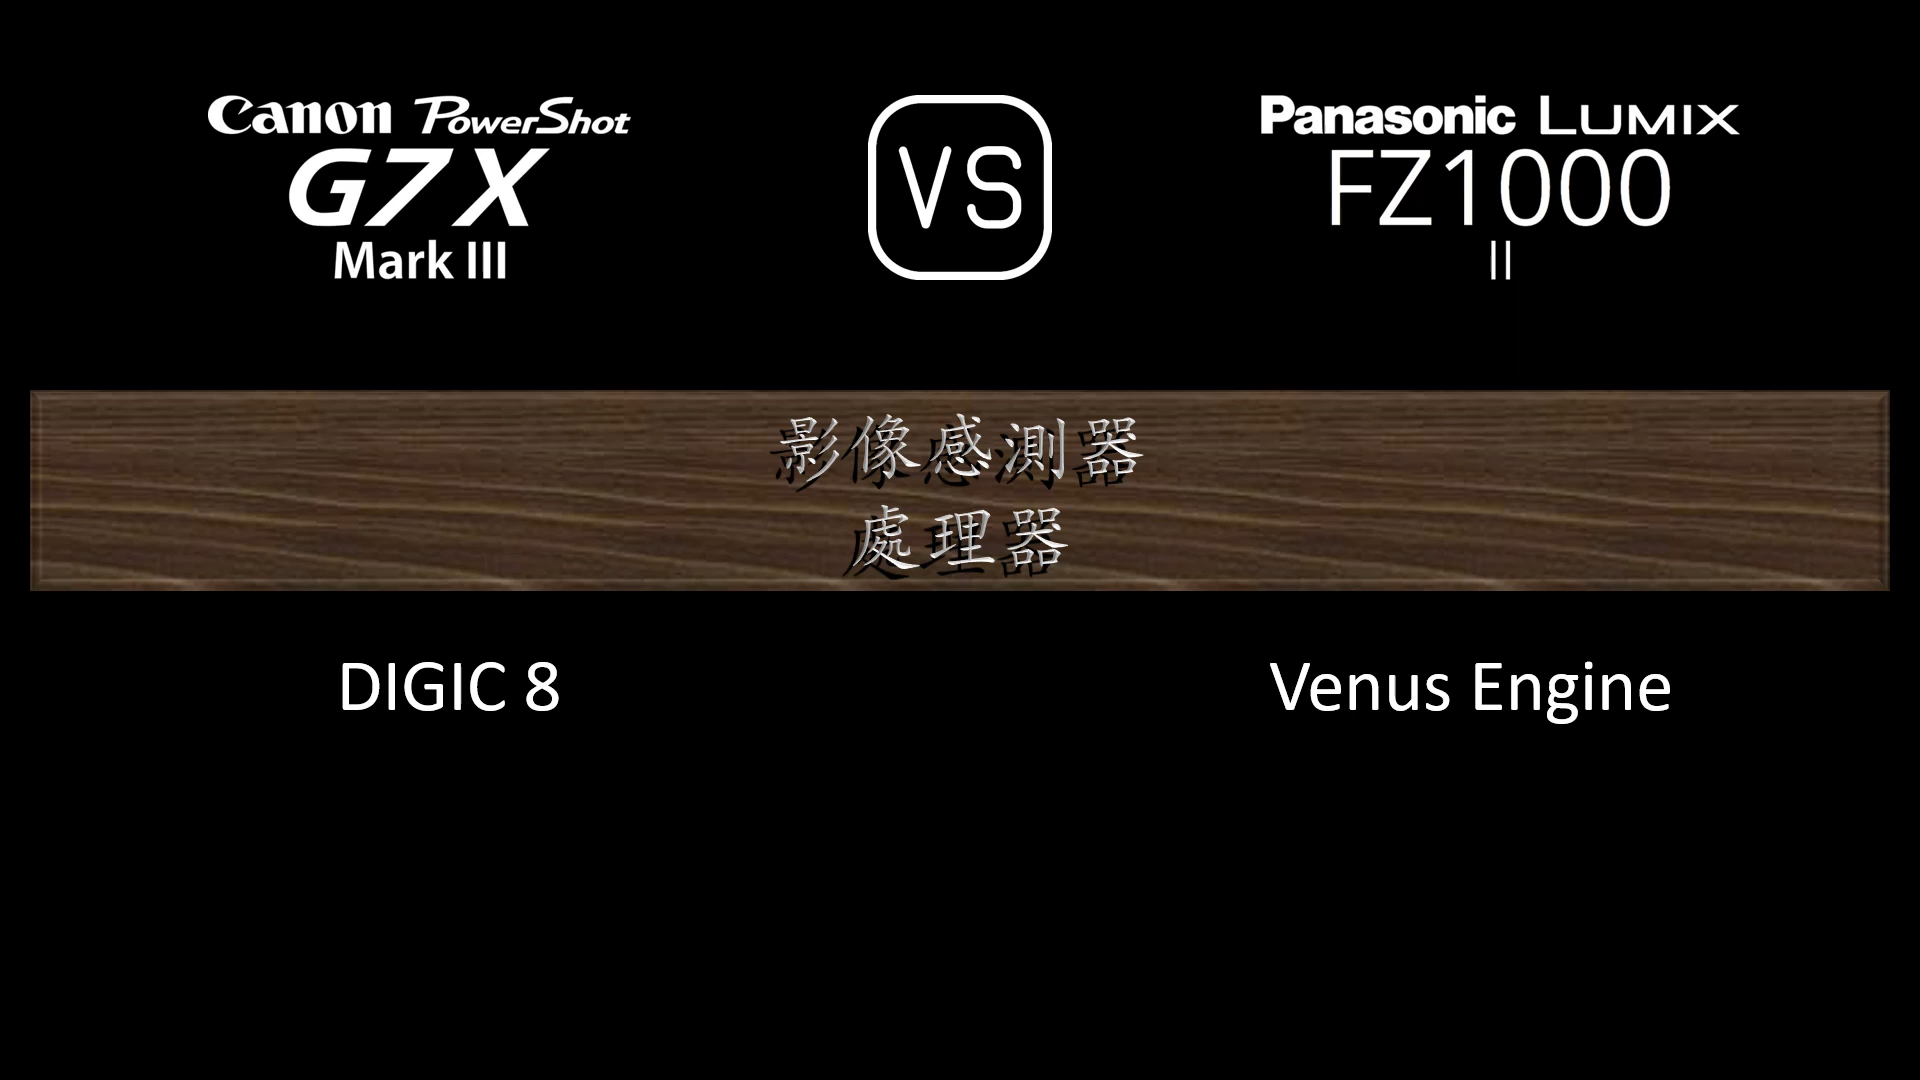 Canon PowerShot
G7 X
Mark III
VS
Panasonic LUMIX
FZ1000
II
影像感測器
處理器
DIGIC 8
Venus Engine